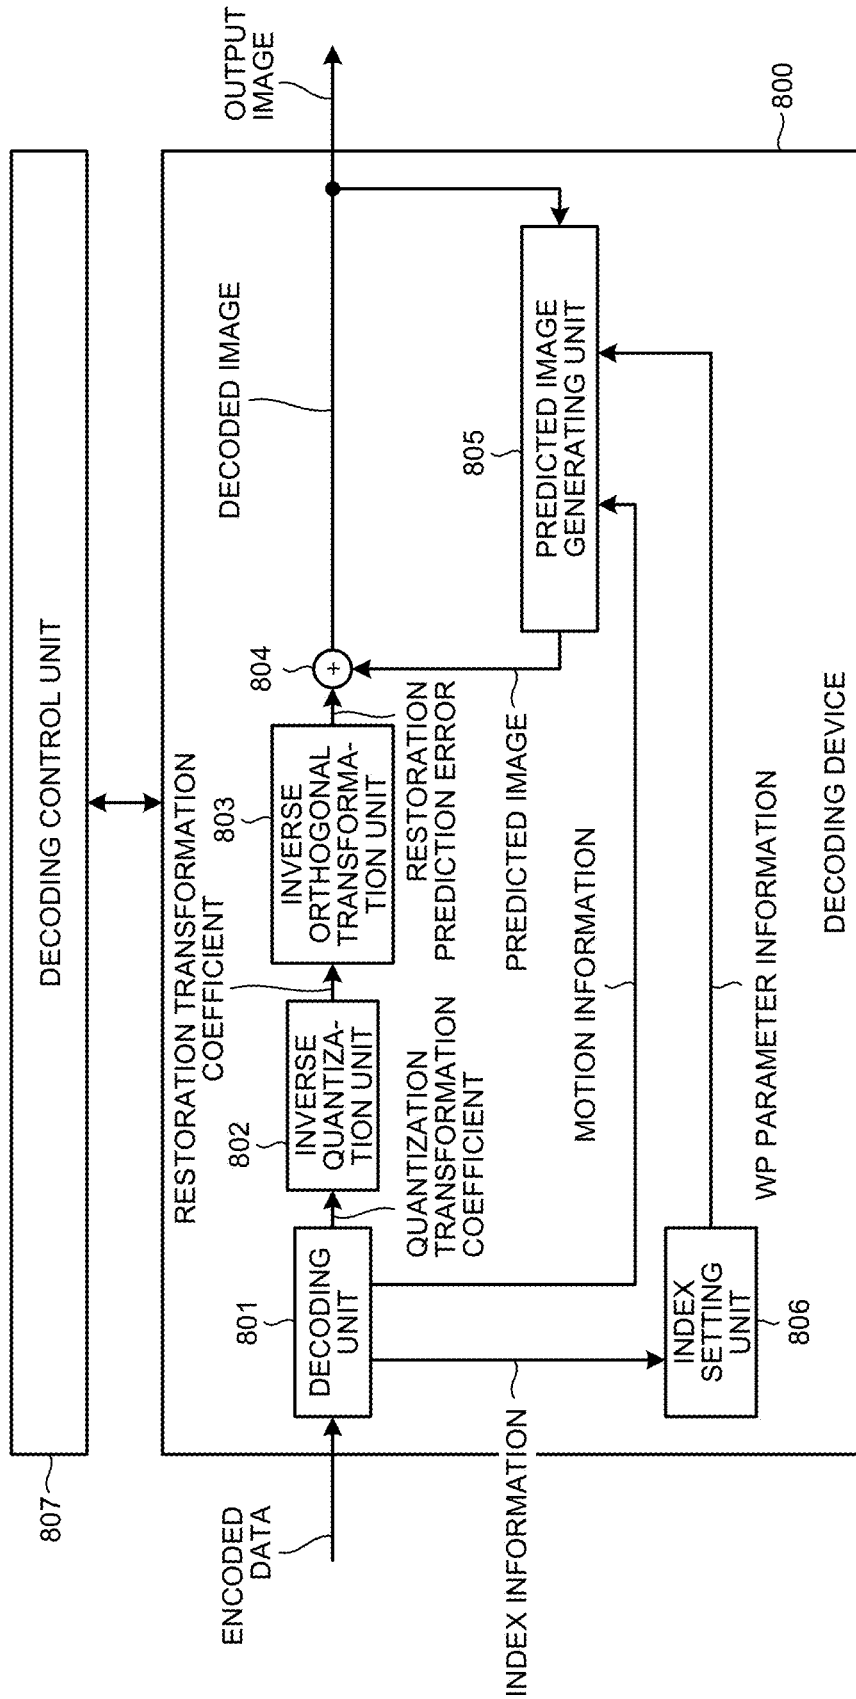 807
DECODING CONTROL UNIT
ENCODED
DATA
RESTORATION TRANSFORMATION
COEFFICIENT
DECODED IMAGE
OUTPUT
IMAGE
801
DECODING
UNIT
802
INVERSE
QUANTIZA-
TION UNIT
803
INVERSE
ORTHOGONAL
TRANSFORMA-
TION UNIT
804
+
QUANTIZATION
TRANSFORMATION
COEFFICIENT
RESTORATION
PREDICTION ERROR
PREDICTED IMAGE
805
PREDICTED IMAGE
GENERATING UNIT
INDEX INFORMATION
MOTION INFORMATION
INDEX
SETTING
UNIT
806
WP PARAMETER INFORMATION
DECODING DEVICE
800